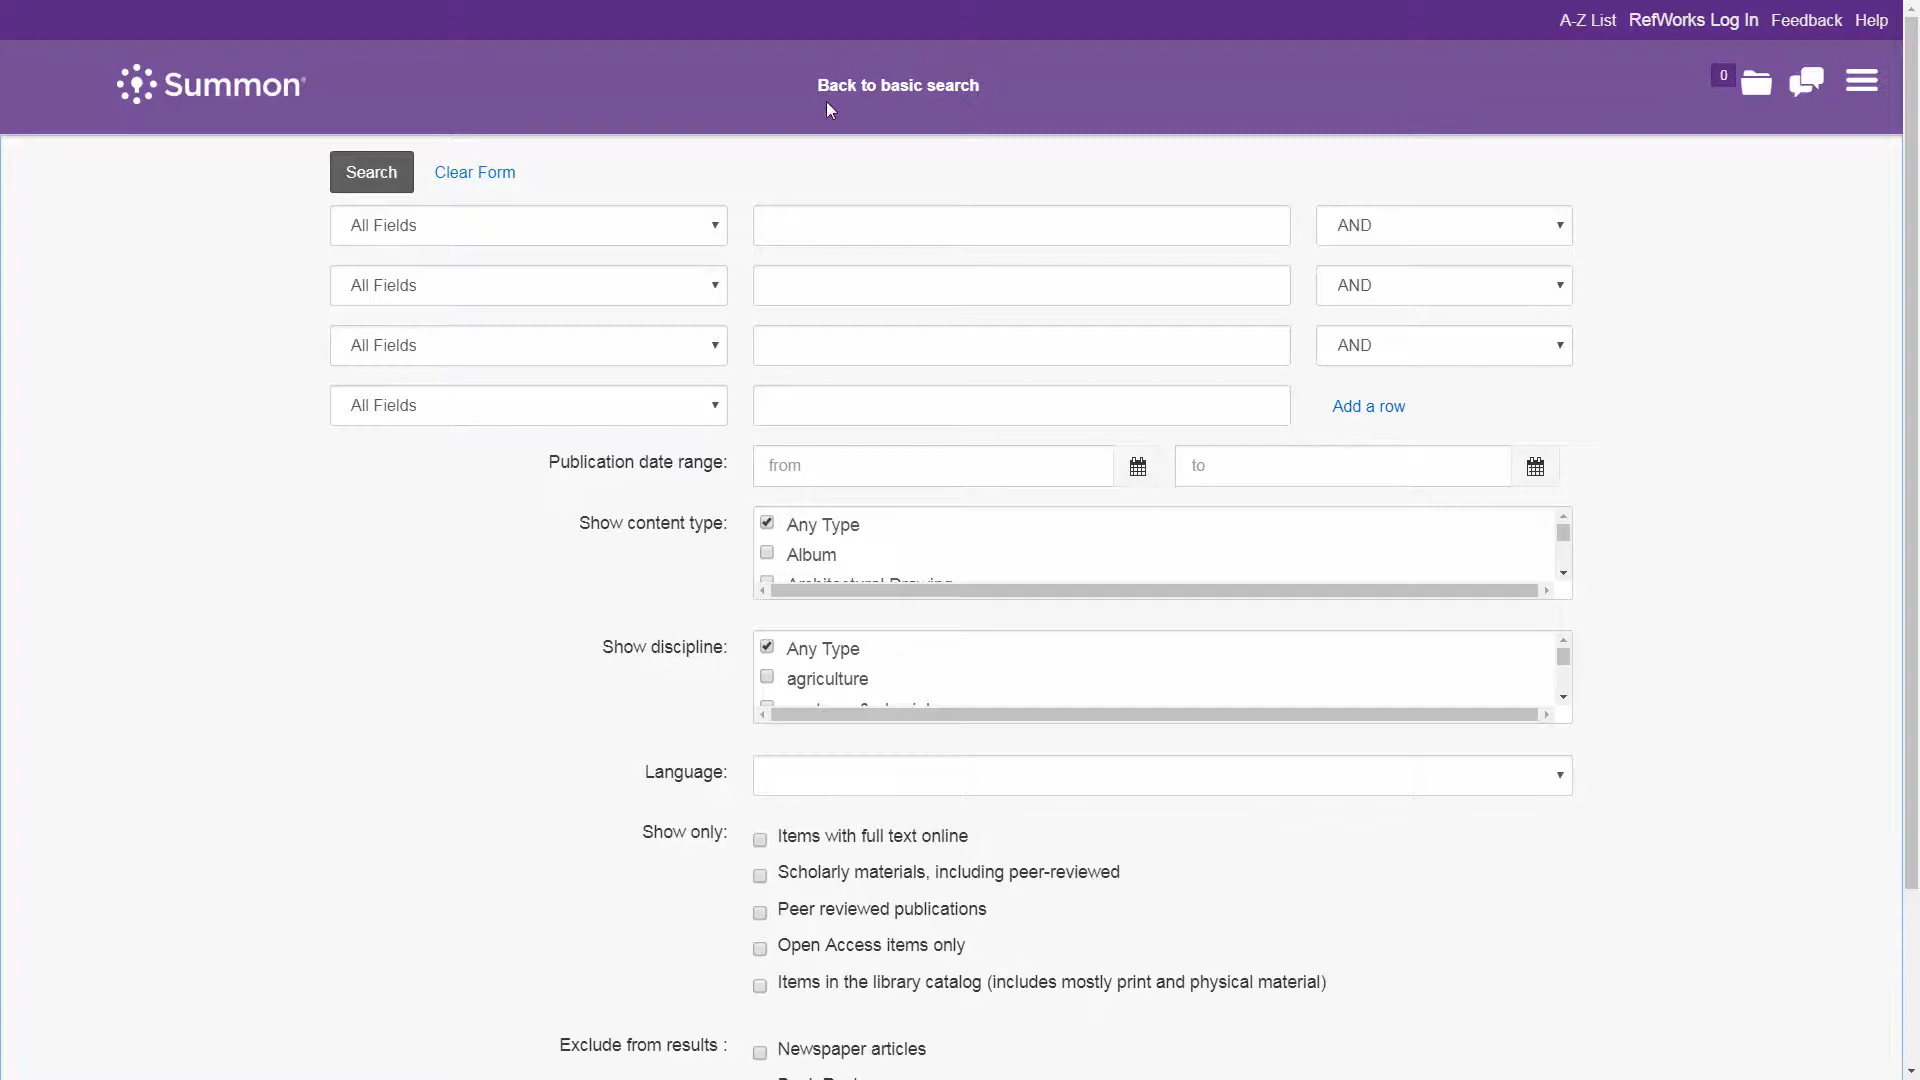 A-Z List RefWorks Log In Feedback Help
Summon
Back to basic search
0
Search Clear Form
All Fields AND
All Fields AND
All Fields AND
All Fields Add a row
Publication date range: from to
Show content type: Any Type
Album
Architectural Drawing
Show discipline: Any Type
agriculture
Language:
Show only: Items with full text online
Scholarly materials, including peer-reviewed
Peer reviewed publications
Open Access items only
Items in the library catalog (includes mostly print and physical material)
Exclude from results : Newspaper articles